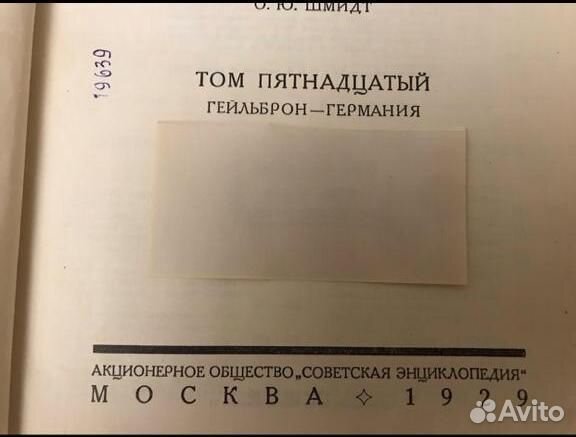 О. Ю. ШМИДТ
19639
ТОМ ПЯТНАДЦАТЫЙ
ГЕЙЛЬБРОН—ГЕРМАНИЯ
АКЦИОНЕРНОЕ ОБЩЕСТВО „СОВЕТСКАЯ ЭНЦИКЛОПЕДИЯ“
МОСКВА ✧ 1929
Avito